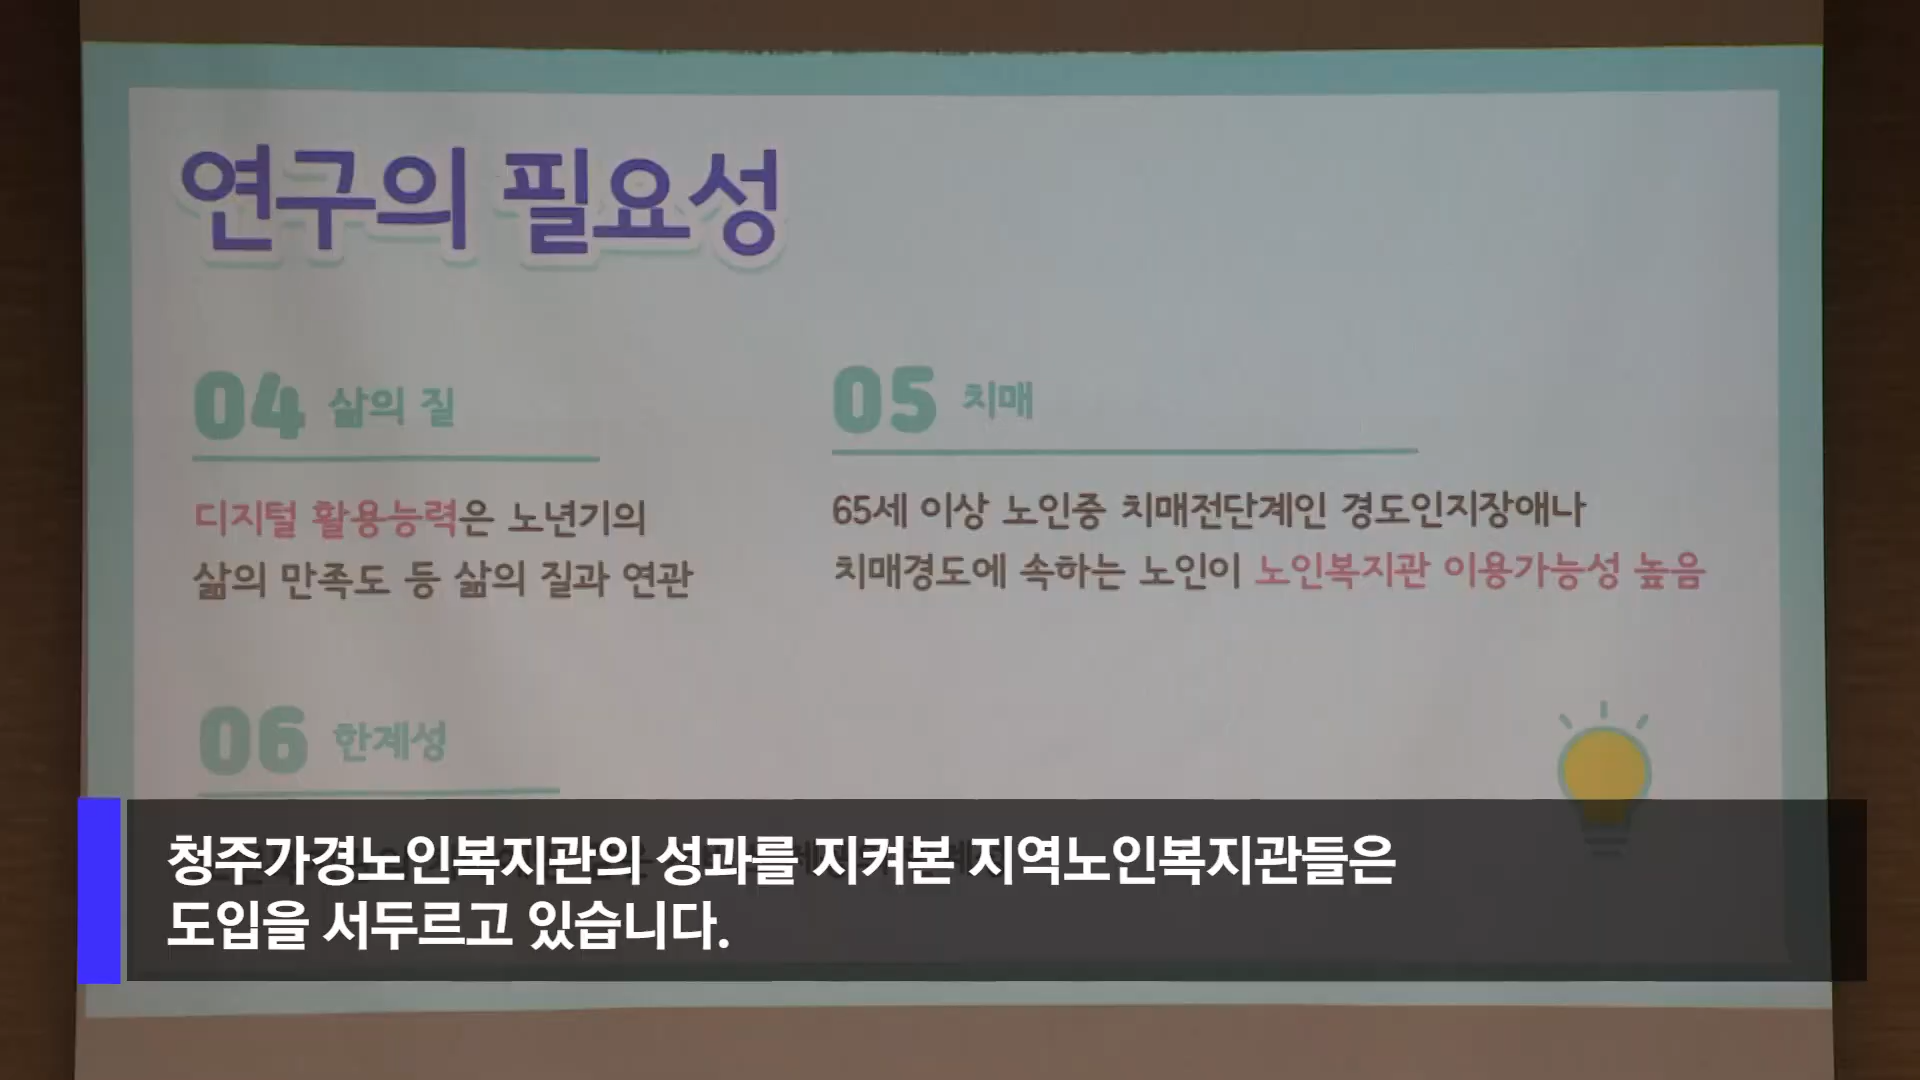 연구의 필요성
04 삶의 질
디지털 활용능력은 노년기의
삶의 만족도 등 삶의 질과 연관
05 치매
65세 이상 노인중 치매전단계인 경도인지장애나
치매경도에 속하는 노인이 노인복지관 이용가능성 높음
06 한계성
청주가경노인복지관의 성과를 지켜본 지역노인복지관들은
도입을 서두르고 있습니다.